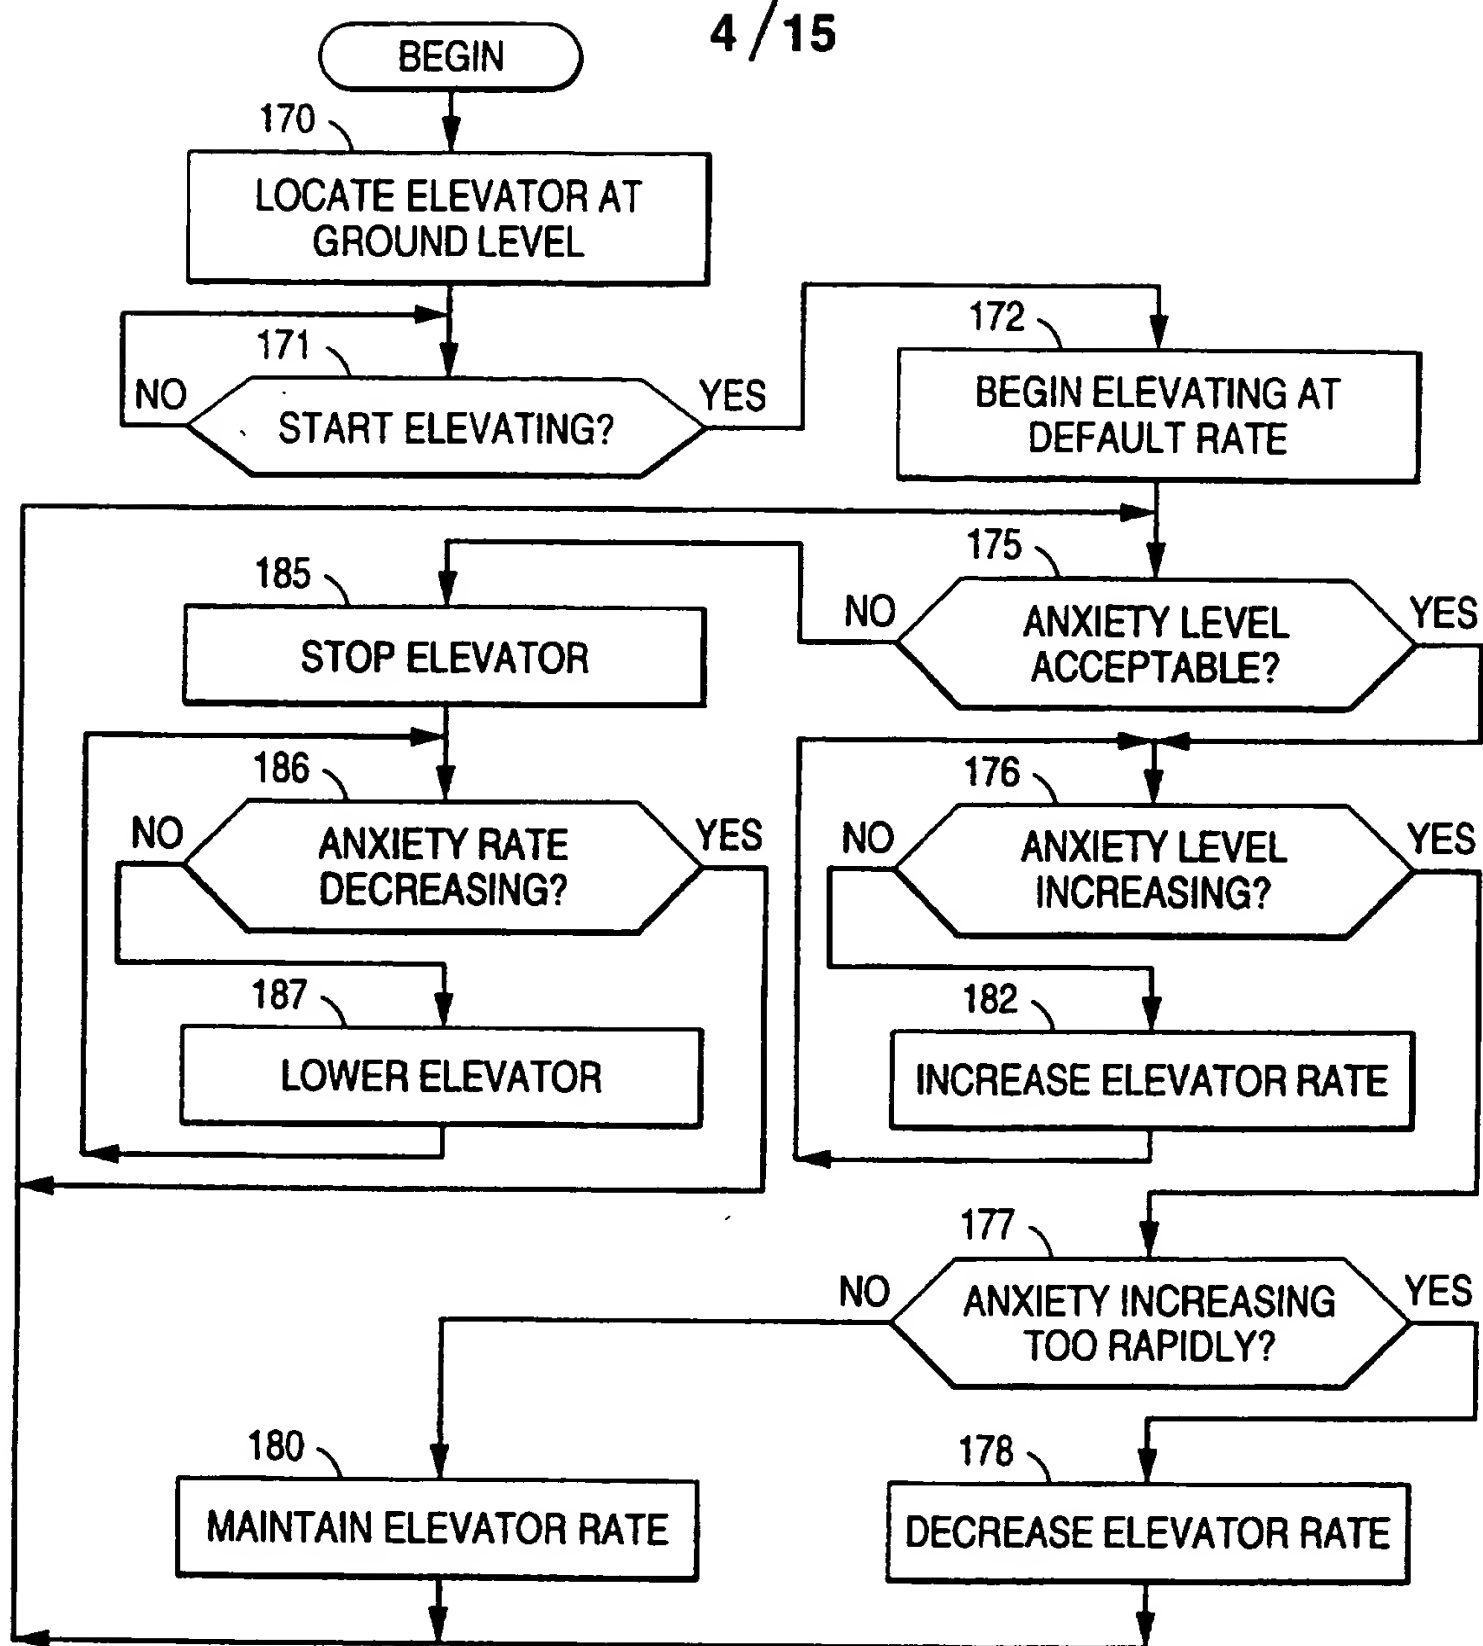 4/15
BEGIN
170
LOCATE ELEVATOR AT
GROUND LEVEL
171
NO
START ELEVATING?
YES
172
BEGIN ELEVATING AT
DEFAULT RATE
175
NO
ANXIETY LEVEL
ACCEPTABLE?
YES
185
STOP ELEVATOR
186
NO
ANXIETY RATE
DECREASING?
YES
176
NO
ANXIETY LEVEL
INCREASING?
YES
187
LOWER ELEVATOR
182
INCREASE ELEVATOR RATE
177
NO
ANXIETY INCREASING
TOO RAPIDLY?
YES
180
MAINTAIN ELEVATOR RATE
178
DECREASE ELEVATOR RATE